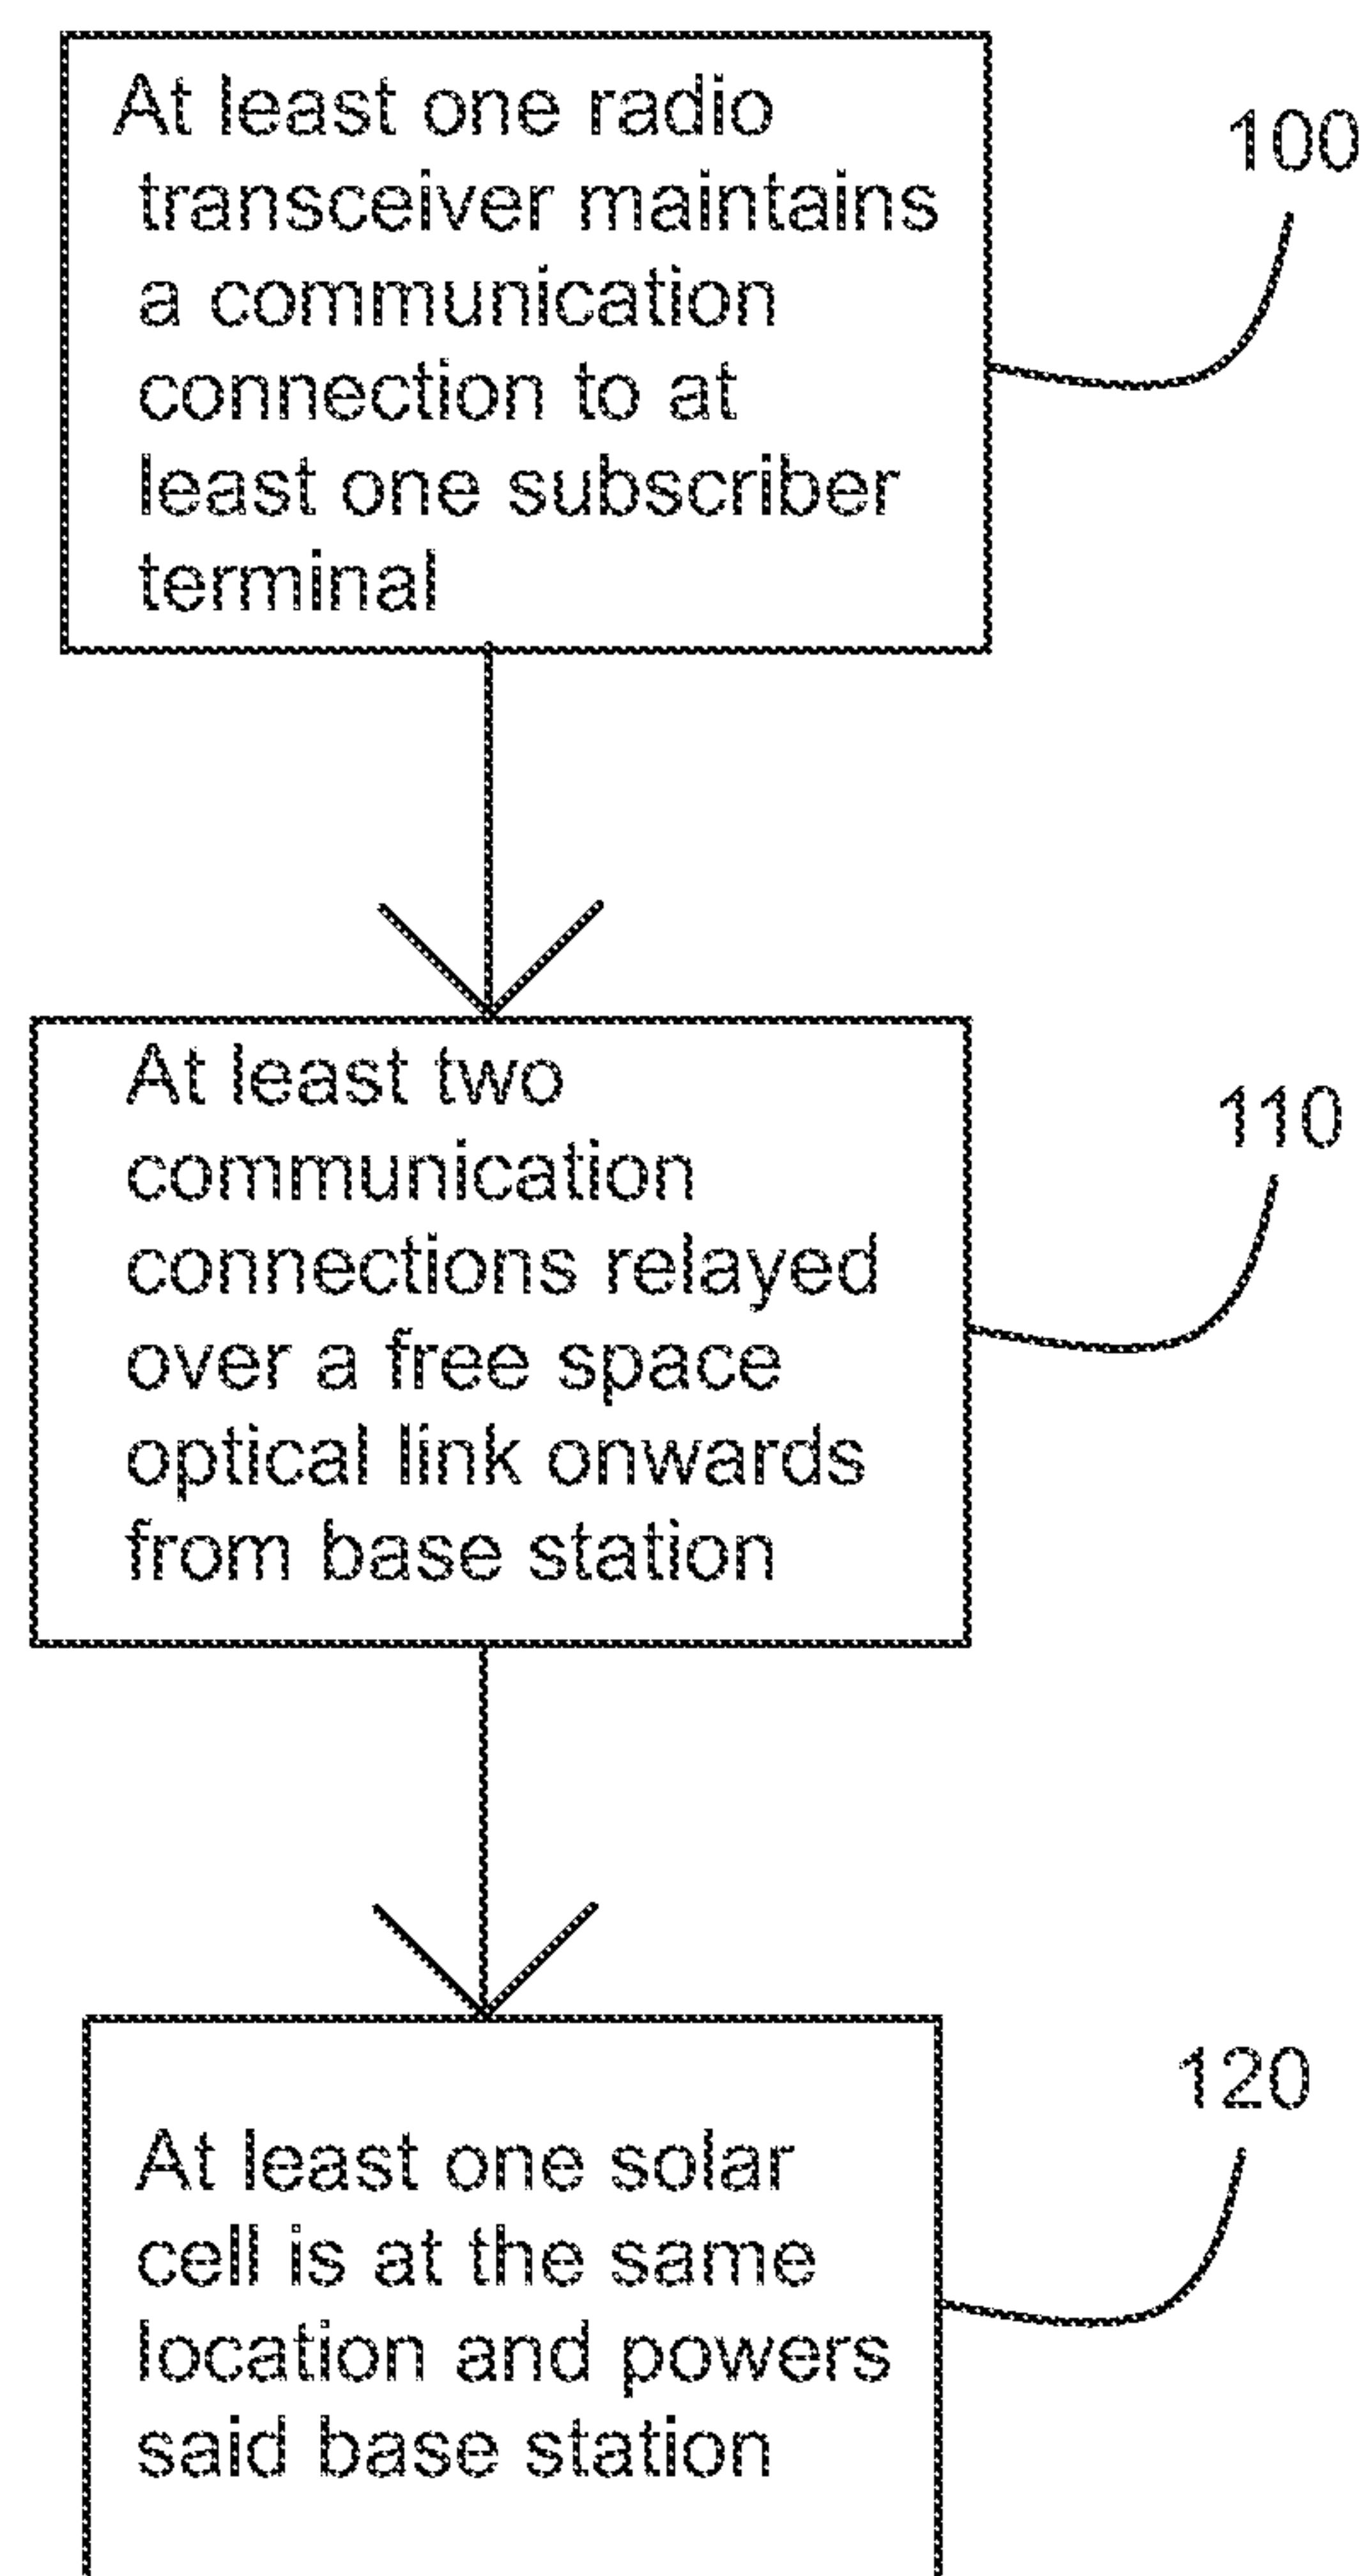 At least one radio
transceiver maintains
a communication
connection to at
least one subscriber
terminal
100
At least two
communication
connections relayed
over a free space
optical link onwards
from base station
110
At least one solar
cell is at the same
location and powers
said base station
120